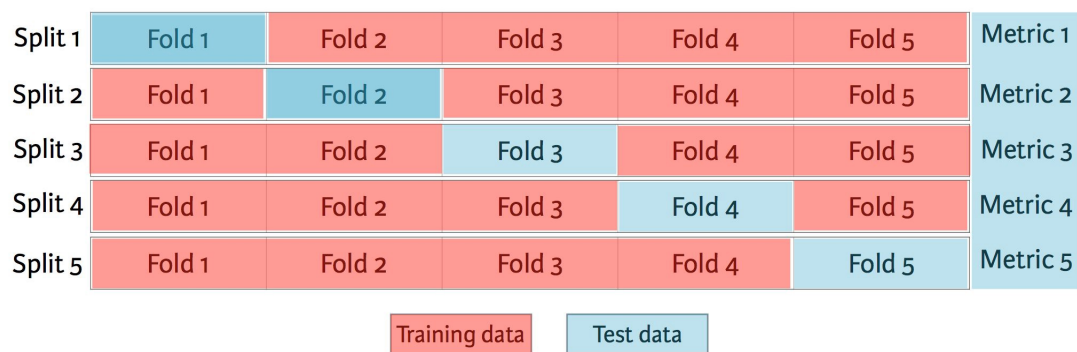 Split 1 Fold 1 Fold 2 Fold 3 Fold 4 Fold 5 Metric 1
Split 2 Fold 1 Fold 2 Fold 3 Fold 4 Fold 5 Metric 2
Split 3 Fold 1 Fold 2 Fold 3 Fold 4 Fold 5 Metric 3
Split 4 Fold 1 Fold 2 Fold 3 Fold 4 Fold 5 Metric 4
Split 5 Fold 1 Fold 2 Fold 3 Fold 4 Fold 5 Metric 5
Training data Test data